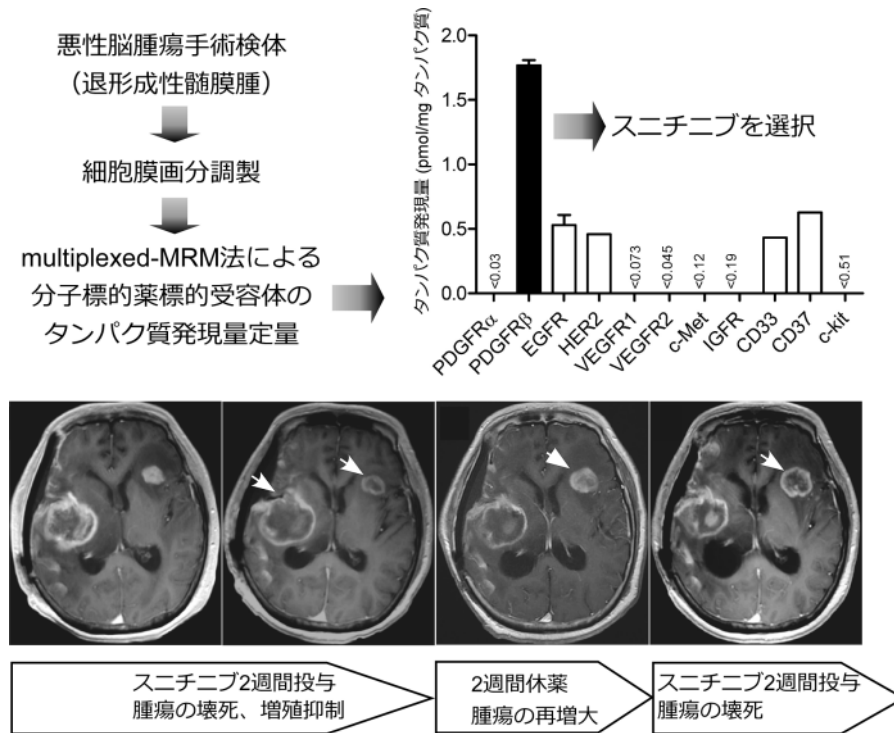 悪性脳腫瘍手術検体
(退形成性髄膜腫)
細胞膜画分調製
multiplexed-MRM法による
分子標的薬標的受容体の
タンパク質発現量定量
タンパク質発現量 (pmol/mg タンパク質)
2.0
1.5
1.0
0.5
0.0
スニチニブを選択
<0.03
<0.073
<0.045
<0.12
<0.19
<0.51
PDGFRα
PDGFRβ
EGFR
HER2
VEGFR1
VEGFR2
c-Met
IGFR
CD33
CD37
c-kit
スニチニブ2週間投与
腫瘍の壊死、増殖抑制
2週間休薬
腫瘍の再増大
スニチニブ2週間投与
腫瘍の壊死